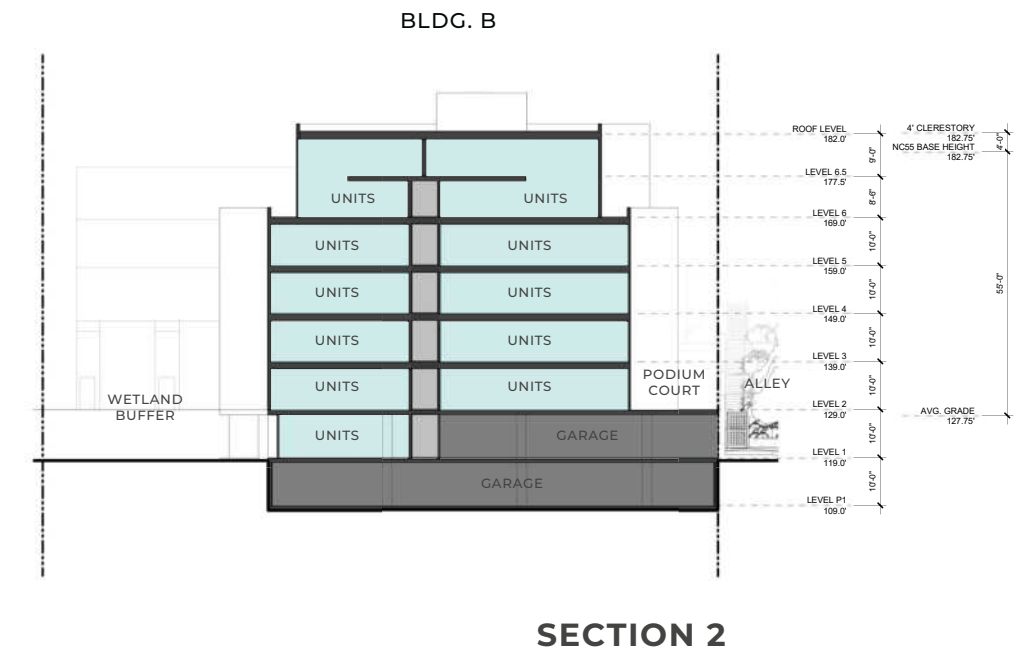 BLDG. B
ROOF LEVEL
182.0'
4' CLERESTORY
182.75'
4'-0"
NC55 BASE HEIGHT
182.75'
9'-0"
LEVEL 6.5
177.5'
UNITS
UNITS
8'-6"
LEVEL 6
169.0'
UNITS
UNITS
10'-0"
LEVEL 5
159.0'
UNITS
UNITS
10'-0"
55'-0"
LEVEL 4
149.0'
UNITS
UNITS
10'-0"
LEVEL 3
139.0'
UNITS
UNITS
PODIUM
COURT
ALLEY
10'-0"
WETLAND
BUFFER
LEVEL 2
129.0'
AVG. GRADE
127.75'
UNITS
GARAGE
10'-0"
LEVEL 1
119.0'
GARAGE
10'-0"
LEVEL P1
109.0'
SECTION 2